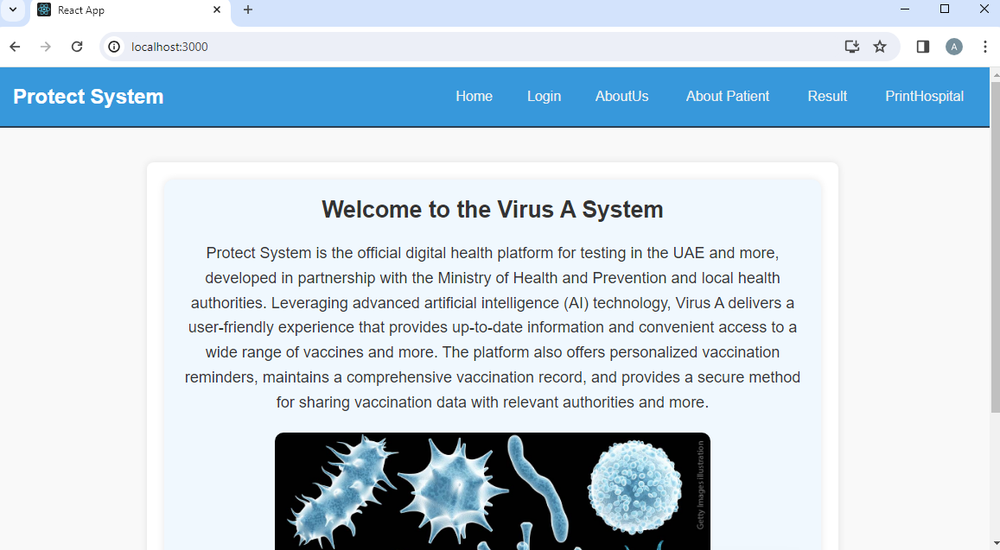 React App
localhost:3000
A
Protect System
Home Login AboutUs About Patient Result PrintHospital
Welcome to the Virus A System
Protect System is the official digital health platform for testing in the UAE and more,
developed in partnership with the Ministry of Health and Prevention and local health
authorities. Leveraging advanced artificial intelligence (AI) technology, Virus A delivers a
user-friendly experience that provides up-to-date information and convenient access to a
wide range of vaccines and more. The platform also offers personalized vaccination
reminders, maintains a comprehensive vaccination record, and provides a secure method
for sharing vaccination data with relevant authorities and more.
Getty Images illustration